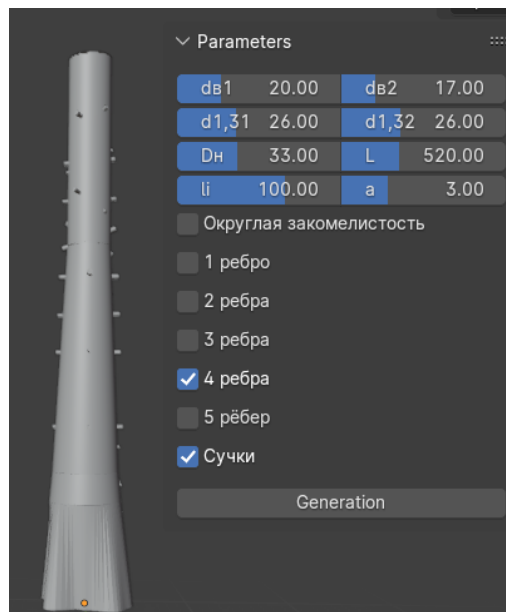 Parameters
dв1 20.00 dв2 17.00
d1,31 26.00 d1,32 26.00
Dн 33.00 L 520.00
li 100.00 a 3.00
Округлая закомелистость
1 ребро
2 ребра
3 ребра
4 ребра
5 рёбер
Сучки
Generation